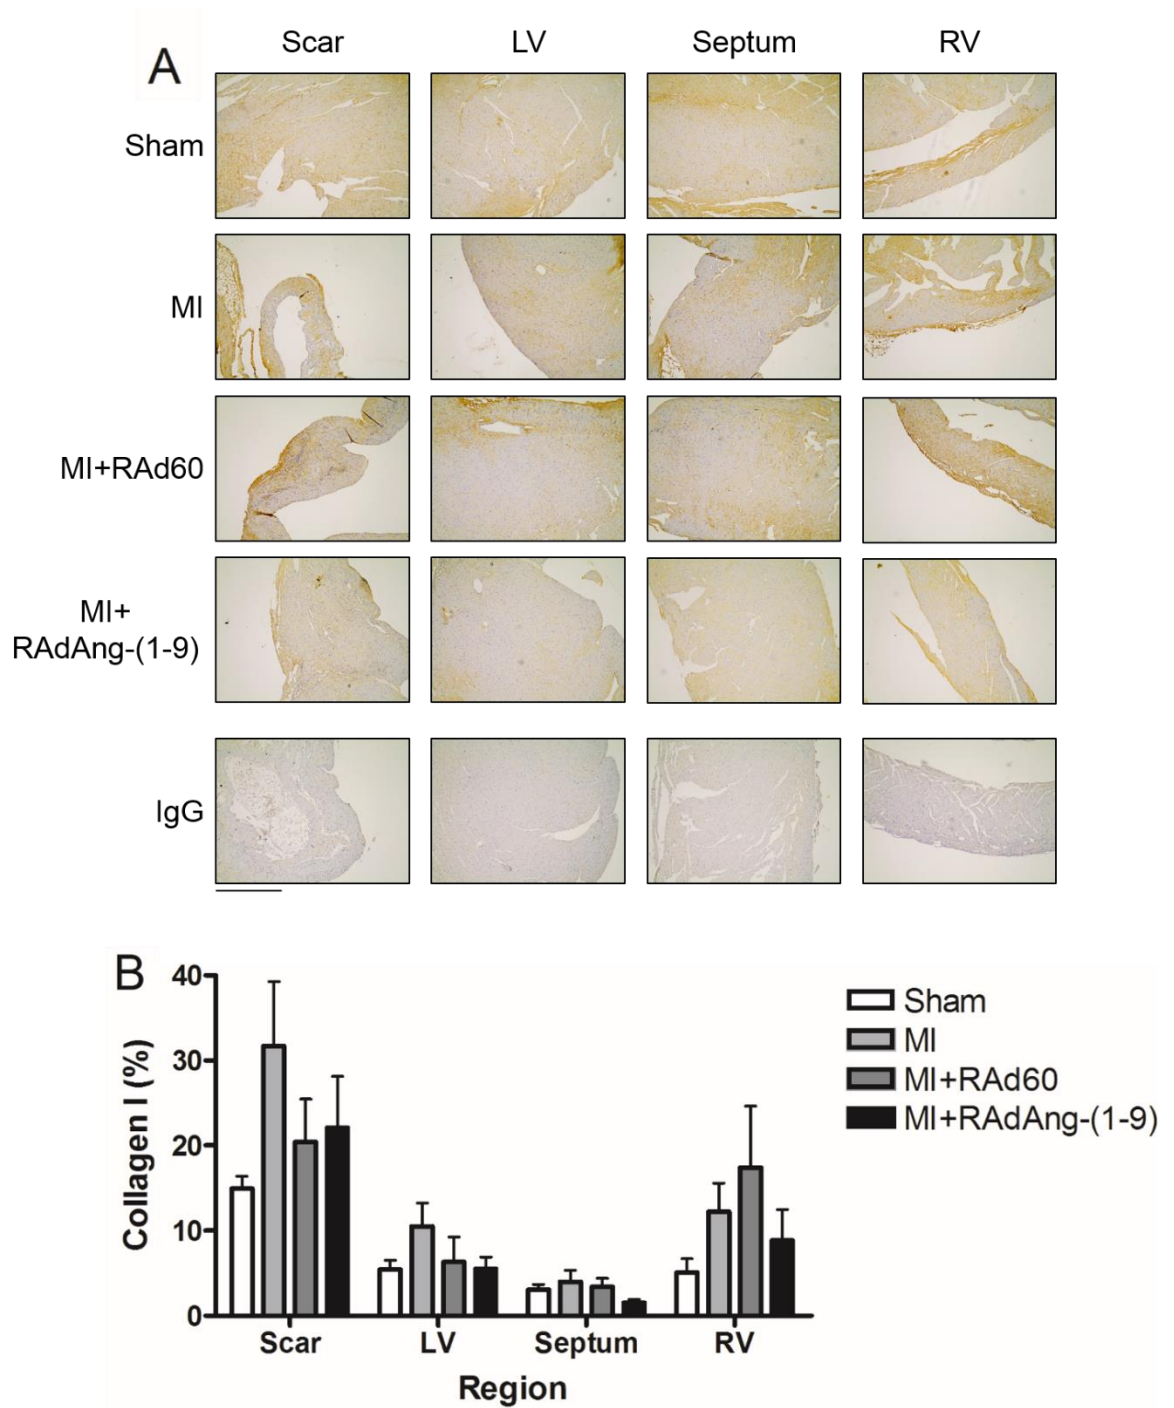 A
Scar LV Septum RV
Sham
MI
MI+RAd60
MI+
RAdAng-(1-9)
IgG
B
Collagen I (%)
40
30
20
10
0
Scar LV Septum RV
Region
Sham
MI
MI+RAd60
MI+RAdAng-(1-9)